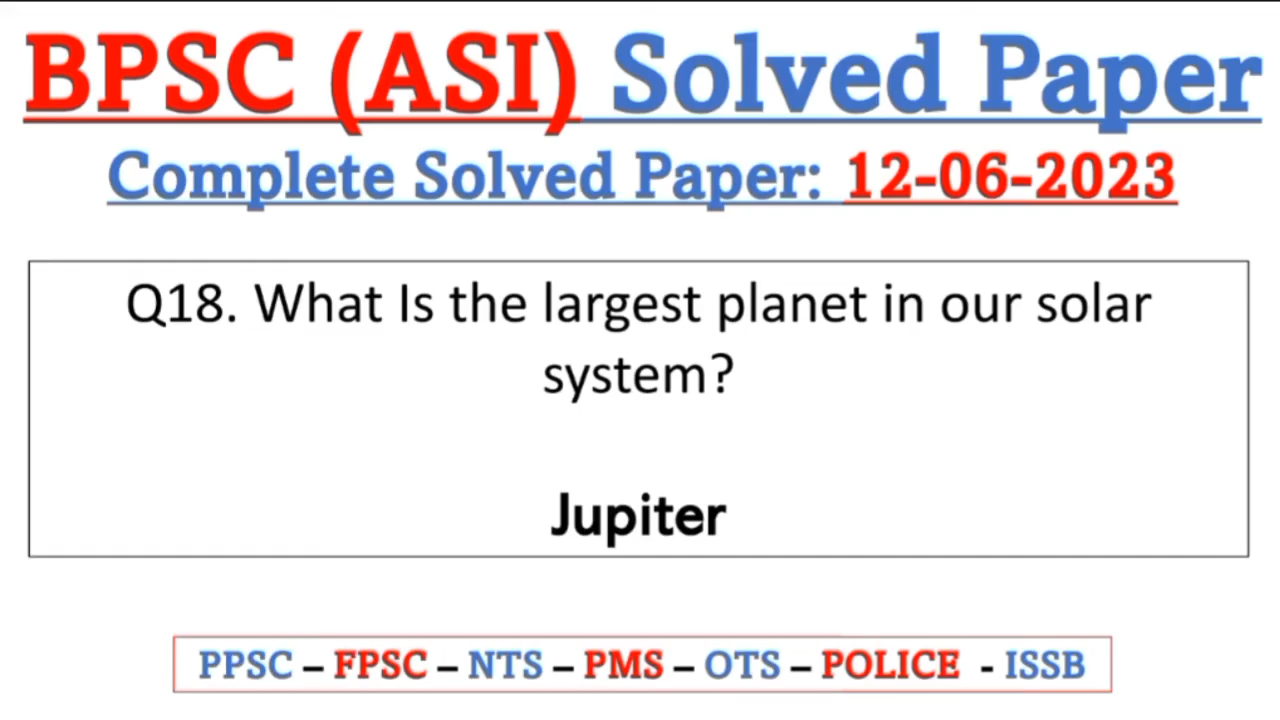 BPSC (ASI) Solved Paper
Complete Solved Paper: 12-06-2023
Q18. What Is the largest planet in our solar
system?
Jupiter
PPSC – FPSC – NTS – PMS – OTS – POLICE - ISSB